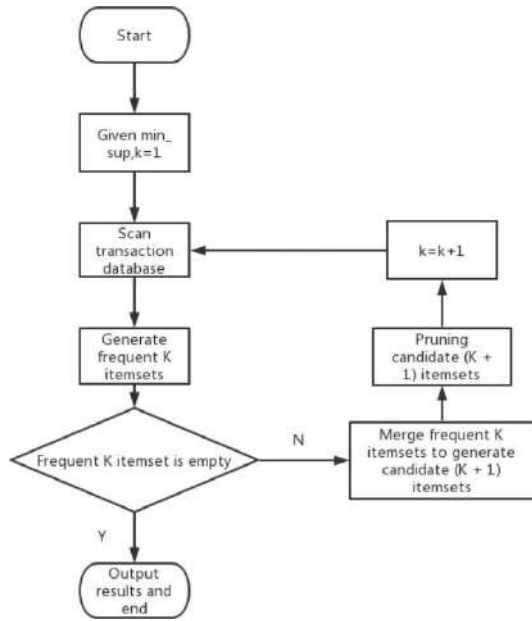 Start
Given min_
sup,k=1
Scan
transaction
database
k=k+1
Generate
frequent K
itemsets
Pruning
candidate (K +
1) itemsets
Frequent K itemset is empty
N
Merge frequent K
itemsets to generate
candidate (K + 1)
itemsets
Y
Output
results and
end